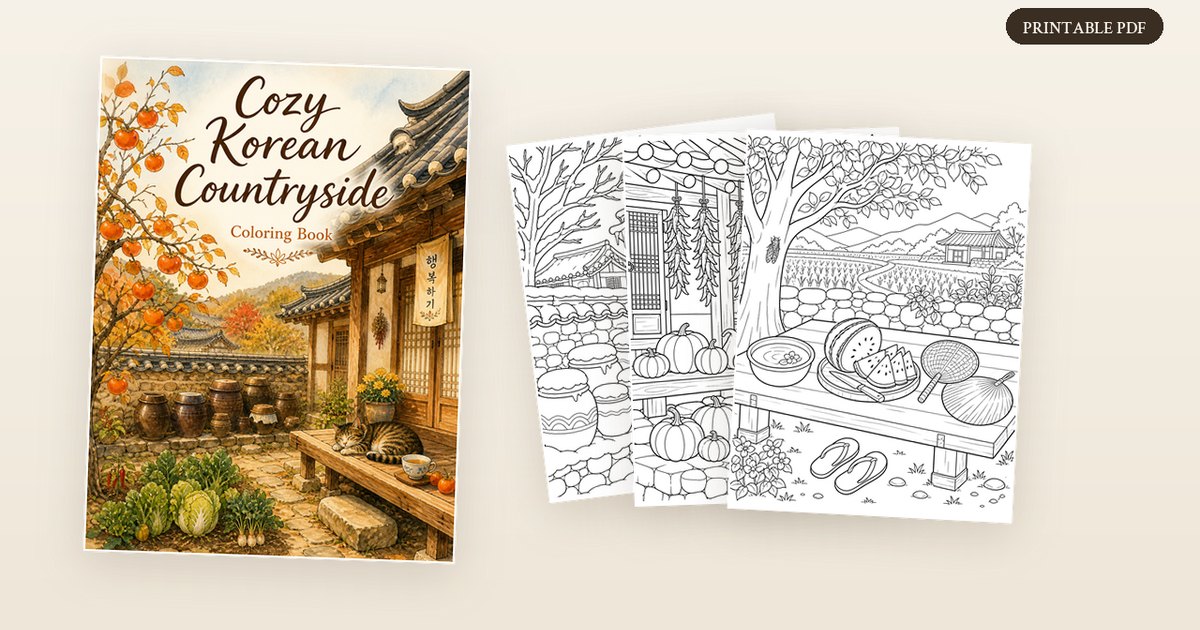 PRINTABLE PDF
Cozy
Korean
Countryside
Coloring Book
행복하기